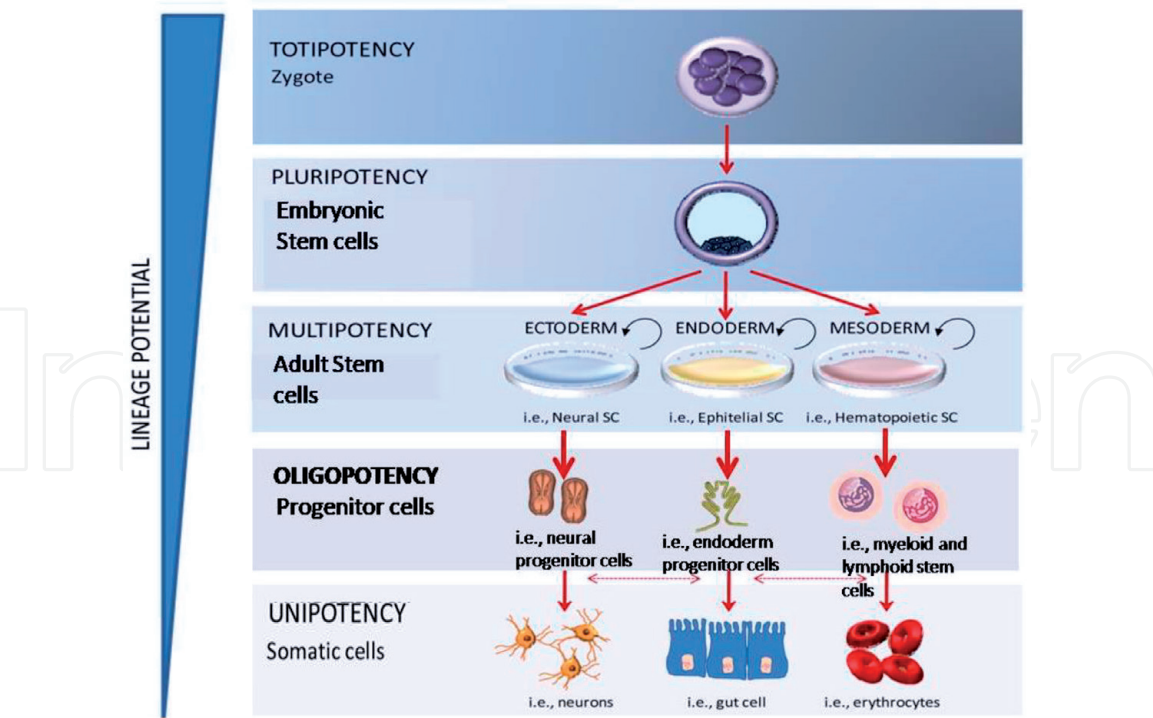 TOTIPOTENCY
Zygote
PLURIPOTENCY
Embryonic
Stem cells
LINEAGE POTENTIAL
MULTIPOTENCY
Adult Stem
cells
ECTODERM
ENDODERM
MESODERM
i.e., Neural SC
i.e., Ephitelial SC
i.e., Hematopoietic SC
OLIGOPOTENCY
Progenitor cells
i.e., neural
progenitor cells
i.e., endoderm
progenitor cells
i.e., myeloid and
lymphoid stem
cells
UNIPOTENCY
Somatic cells
i.e., neurons
i.e., gut cell
i.e., erythrocytes